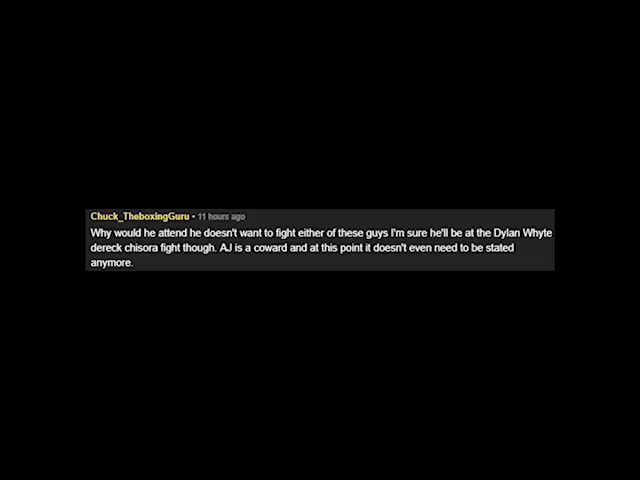 Chuck_TheboxingGuru • 11 hours ago
Why would he attend he doesn't want to fight either of these guys I'm sure he'll be at the Dylan Whyte
dereck chisora fight though. AJ is a coward and at this point it doesn't even need to be stated
anymore.